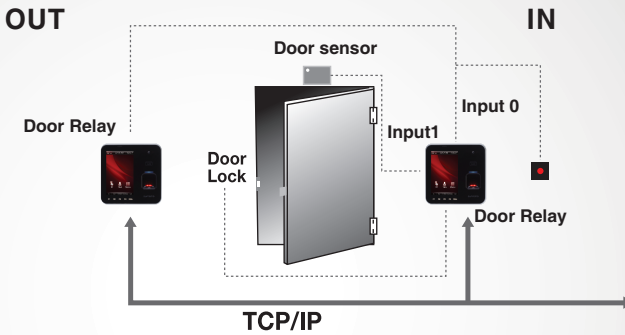 OUT
IN
Door sensor
Input 0
Door Relay
Input1
Door
Lock
Door Relay
TCP/IP